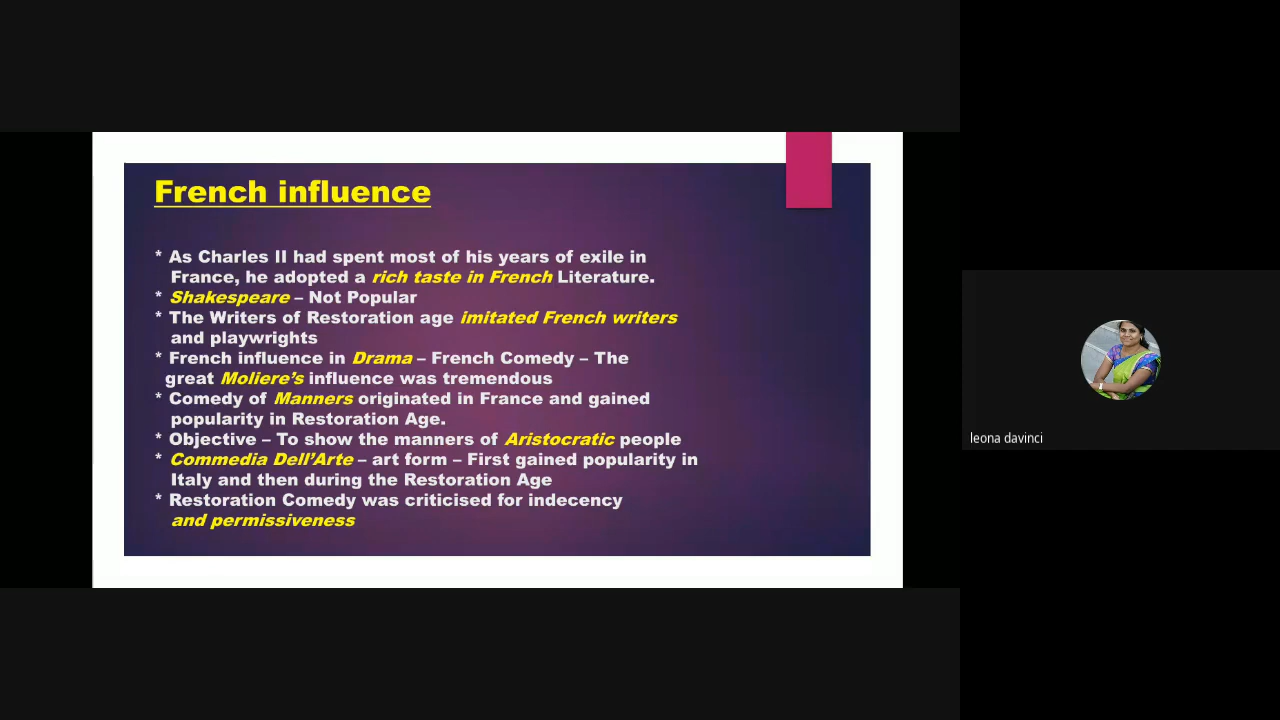 French influence
* As Charles II had spent most of his years of exile in
France, he adopted a rich taste in French Literature.
* Shakespeare – Not Popular
* The Writers of Restoration age imitated French writers
and playwrights
* French influence in Drama – French Comedy – The
great Moliere's influence was tremendous
* Comedy of Manners originated in France and gained
popularity in Restoration Age.
* Objective – To show the manners of Aristocratic people
* Commedia Dell'Arte – art form – First gained popularity in
Italy and then during the Restoration Age
* Restoration Comedy was criticised for indecency
and permissiveness
leona davinci